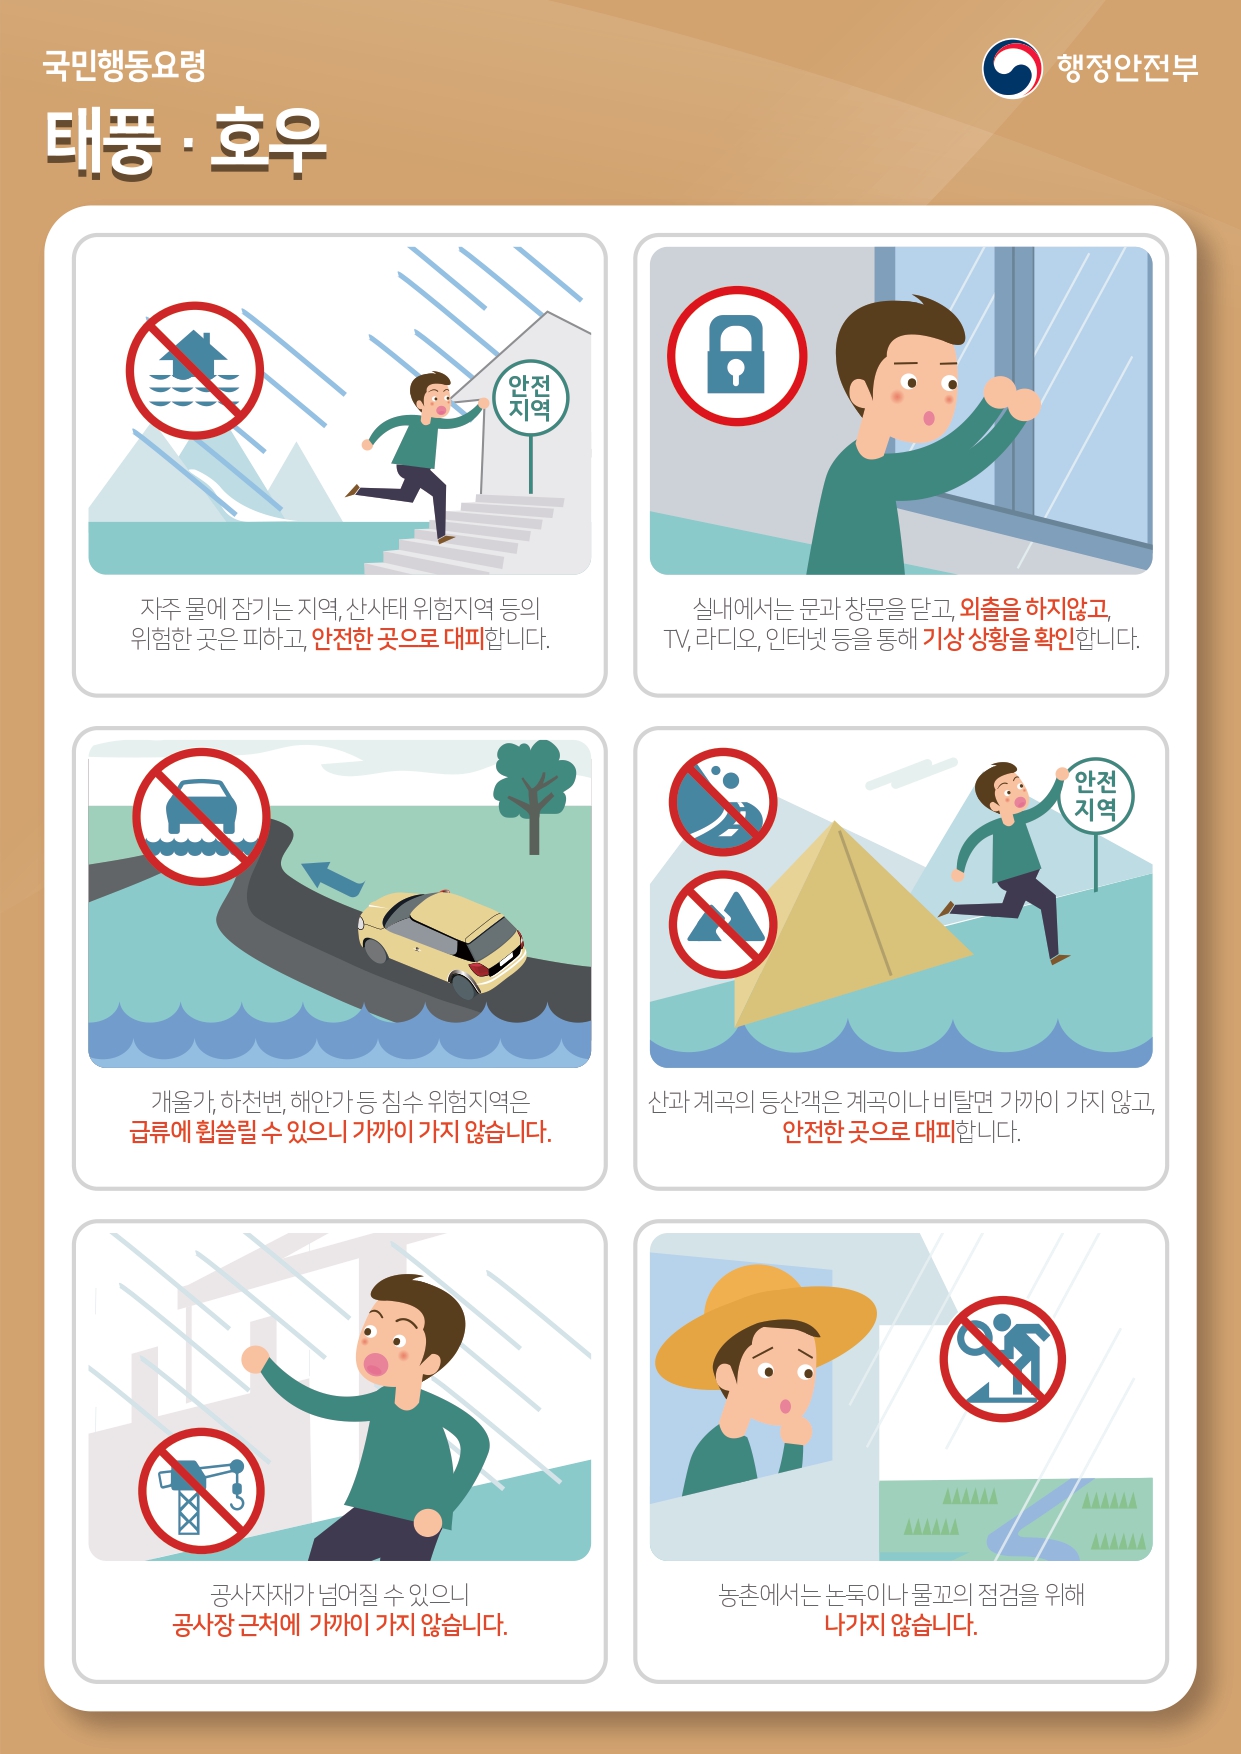 국민행동요령
태풍 · 호우
행정안전부
안전
지역
자주 물에 잠기는 지역, 산사태 위험지역 등의
위험한 곳은 피하고, 안전한 곳으로 대피합니다.
실내에서는 문과 창문을 닫고, 외출을 하지않고,
TV, 라디오, 인터넷 등을 통해 기상 상황을 확인합니다.
개울가, 하천변, 해안가 등 침수 위험지역은
급류에 휩쓸릴 수 있으니 가까이 가지 않습니다.
안전
지역
산과 계곡의 등산객은 계곡이나 비탈면 가까이 가지 않고,
안전한 곳으로 대피합니다.
공사자재가 넘어질 수 있으니
공사장 근처에 가까이 가지 않습니다.
농촌에서는 논둑이나 물꼬의 점검을 위해
나가지 않습니다.